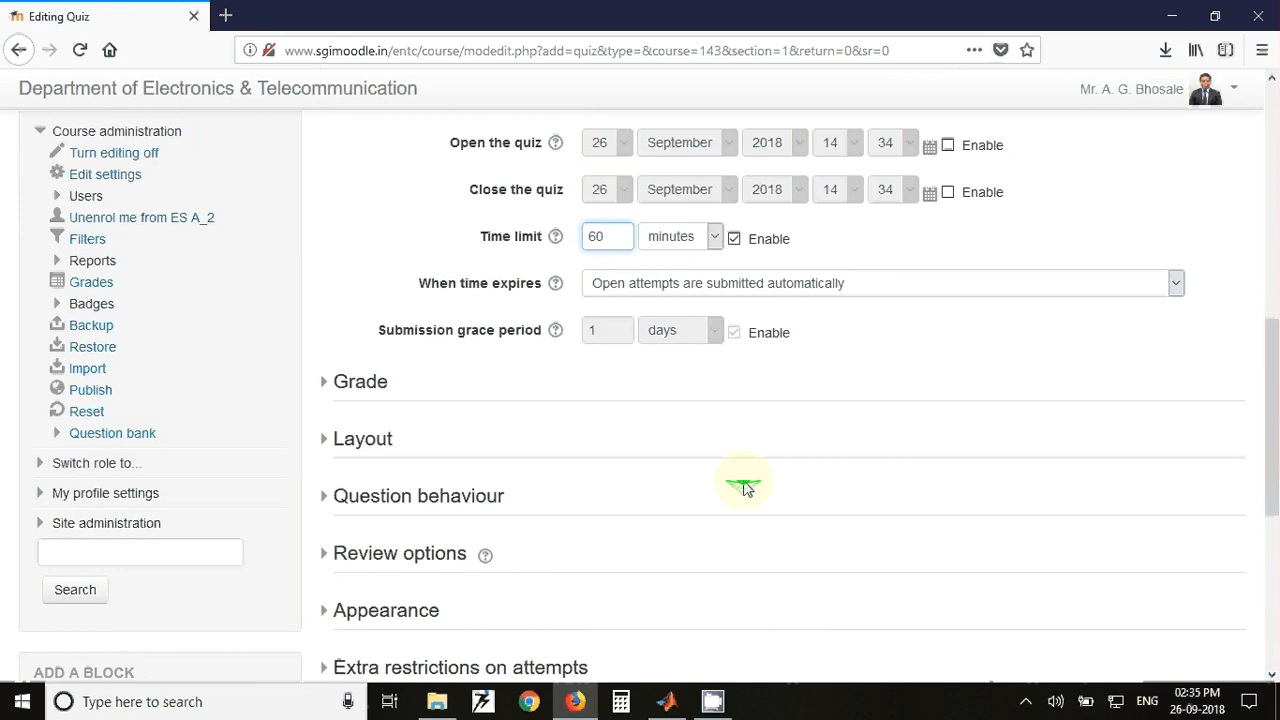 Editing Quiz
www.sgimoodle.in/entc/course/modedit.php?add=quiz&type=&course=143&section=1&return=0&sr=0
Department of Electronics & Telecommunication
Mr. A. G. Bhosale
Course administration
Turn editing off
Edit settings
Users
Unenrol me from ES A_2
Filters
Reports
Grades
Badges
Backup
Restore
Import
Publish
Reset
Question bank
Switch role to...
My profile settings
Site administration
Search
ADD A BLOCK
Open the quiz 26 September 2018 14 34 Enable
Close the quiz 26 September 2018 14 34 Enable
Time limit 60 minutes Enable
When time expires Open attempts are submitted automatically
Submission grace period 1 days Enable
Grade
Layout
Question behaviour
Review options
Appearance
Extra restrictions on attempts
Type here to search
ENG
02:35 PM
26-09-2018